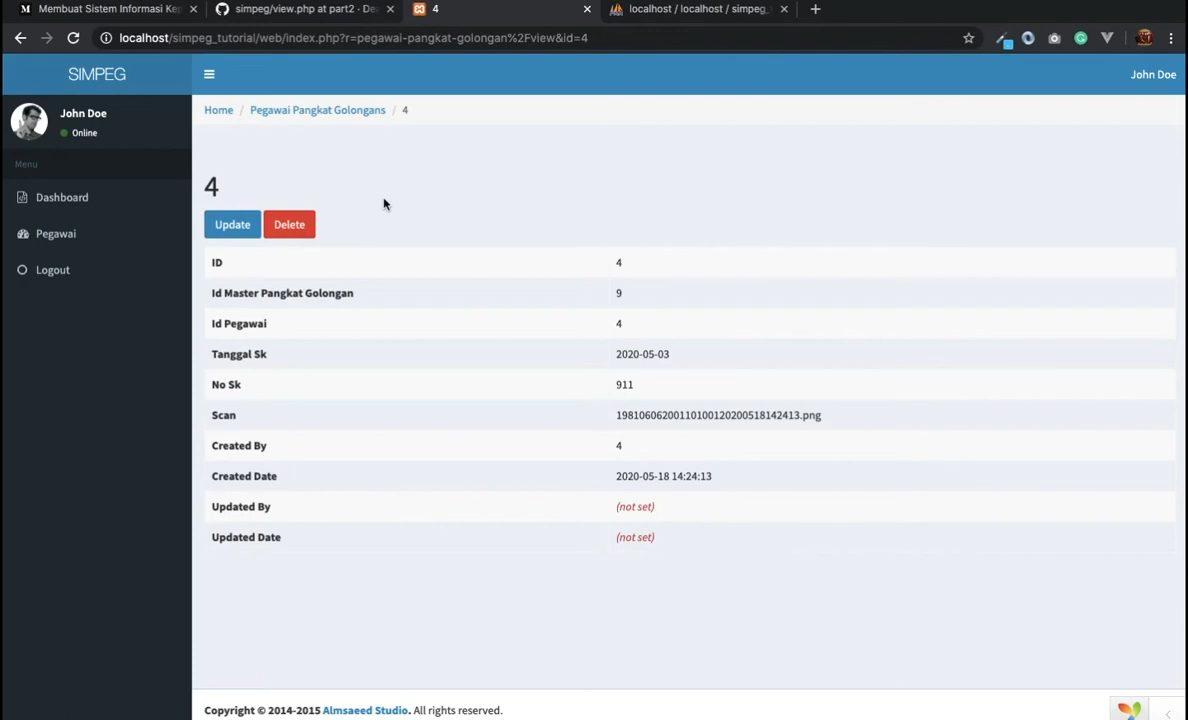 Membuat Sistem Informasi Kep
simpeg/view.php at part2 · De
4
localhost / localhost / simpeg_
localhost/simpeg_tutorial/web/index.php?r=pegawai-pangkat-golongan%2Fview&id=4
SIMPEG
John Doe
John Doe
Online
Home / Pegawai Pangkat Golongans / 4
Menu
Dashboard
Pegawai
Logout
4
Update Delete
ID 4
Id Master Pangkat Golongan 9
Id Pegawai 4
Tanggal Sk 2020-05-03
No Sk 911
Scan 19810606200110100120200518142413.png
Created By 4
Created Date 2020-05-18 14:24:13
Updated By (not set)
Updated Date (not set)
Copyright © 2014-2015 Almsaeed Studio. All rights reserved.